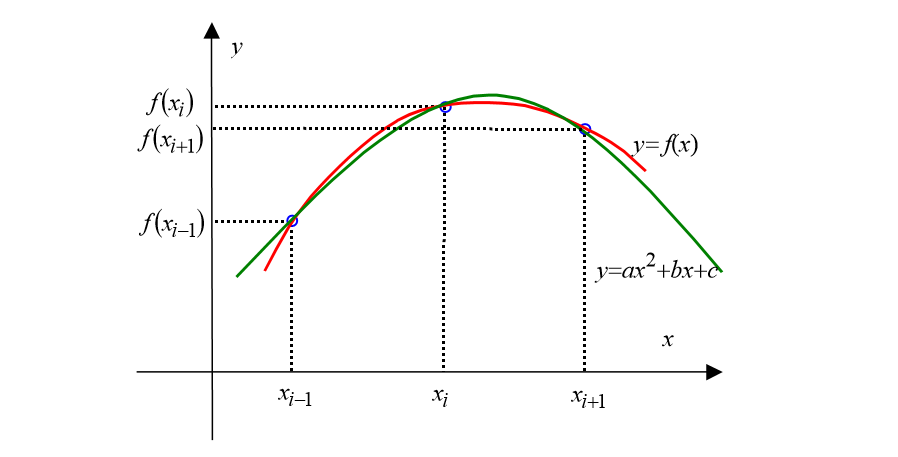 y
f(xᵢ)
f(xᵢ₊₁)
y=f(x)
f(xᵢ₋₁)
y=ax²+bx+c
x
xᵢ₋₁ xᵢ xᵢ₊₁